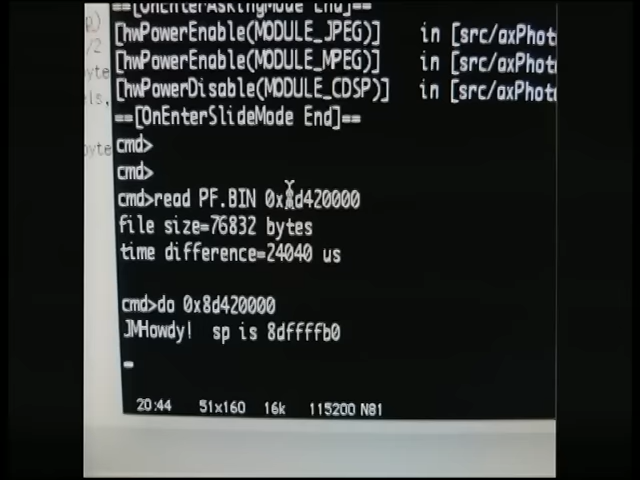 ==[OnEnterAskingMode End]==
[hwPowerEnable(MODULE_JPEG)] in [src/axPhot
[hwPowerEnable(MODULE_MPEG)] in [src/axPhot
[hwPowerDisable(MODULE_CDSP)] in [src/axPhot
==[OnEnterSlideMode End]==
cmd>
cmd>
cmd>read PF.BIN 0x8d420000
file size=76832 bytes
time difference=24040 us
cmd>do 0x8d420000
JMHowdy! sp is 8dffffb0
20:44 51x160 16k 115200 N81